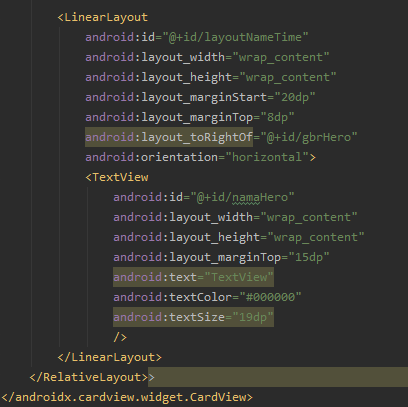 <LinearLayout
android:id="@+id/layoutNameTime"
android:layout_width="wrap_content"
android:layout_height="wrap_content"
android:layout_marginStart="20dp"
android:layout_marginTop="8dp"
android:layout_toRightOf="@+id/gbrHero"
android:orientation="horizontal">
<TextView
android:id="@+id/namaHero"
android:layout_width="wrap_content"
android:layout_height="wrap_content"
android:layout_marginTop="15dp"
android:text="TextView"
android:textColor="#000000"
android:textSize="19dp"
/>
</LinearLayout>
</RelativeLayout>>
</androidx.cardview.widget.CardView>